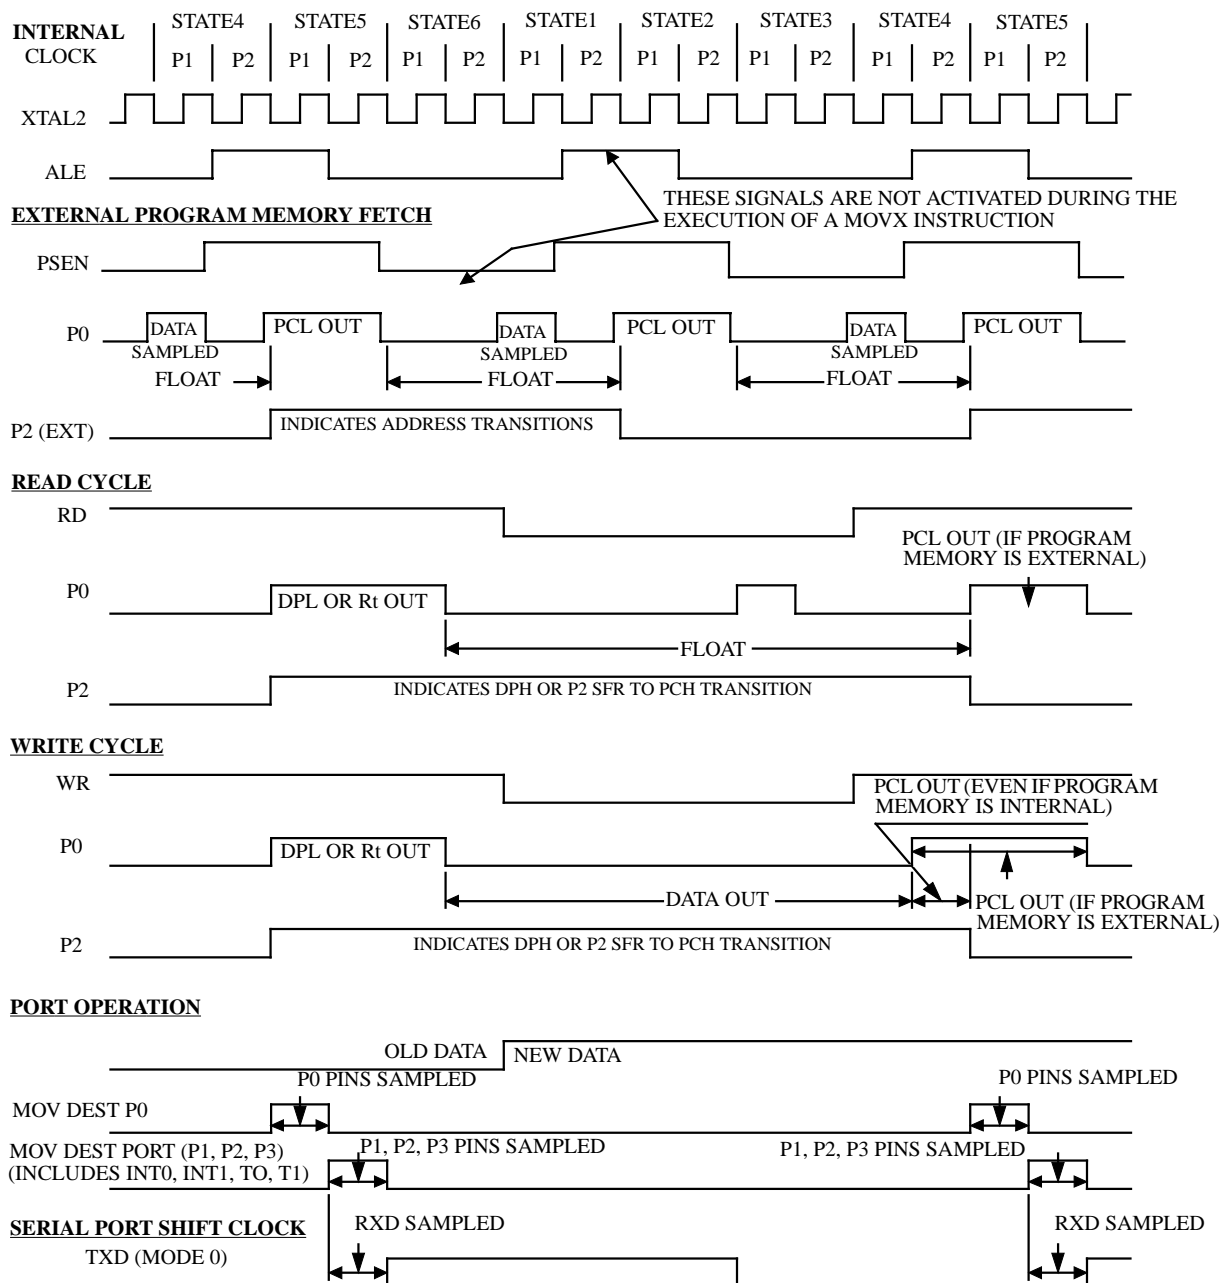 INTERNAL
CLOCK
STATE4 STATE5 STATE6 STATE1 STATE2 STATE3 STATE4 STATE5
P1 P2 P1 P2 P1 P2 P1 P2 P1 P2 P1 P2 P1 P2 P1 P2
XTAL2
ALE
THESE SIGNALS ARE NOT ACTIVATED DURING THE
EXECUTION OF A MOVX INSTRUCTION
EXTERNAL PROGRAM MEMORY FETCH
PSEN
P0
DATA PCL OUT DATA PCL OUT DATA PCL OUT
SAMPLED SAMPLED SAMPLED
FLOAT FLOAT FLOAT
P2 (EXT)
INDICATES ADDRESS TRANSITIONS
READ CYCLE
RD
PCL OUT (IF PROGRAM
MEMORY IS EXTERNAL)
P0
DPL OR Rt OUT
FLOAT
P2
INDICATES DPH OR P2 SFR TO PCH TRANSITION
WRITE CYCLE
WR
PCL OUT (EVEN IF PROGRAM
MEMORY IS INTERNAL)
P0
DPL OR Rt OUT
DATA OUT
PCL OUT (IF PROGRAM
MEMORY IS EXTERNAL)
P2
INDICATES DPH OR P2 SFR TO PCH TRANSITION
PORT OPERATION
OLD DATA NEW DATA
P0 PINS SAMPLED P0 PINS SAMPLED
MOV DEST P0
MOV DEST PORT (P1, P2, P3)
(INCLUDES INT0, INT1, TO, T1)
P1, P2, P3 PINS SAMPLED P1, P2, P3 PINS SAMPLED
SERIAL PORT SHIFT CLOCK
TXD (MODE 0)
RXD SAMPLED RXD SAMPLED